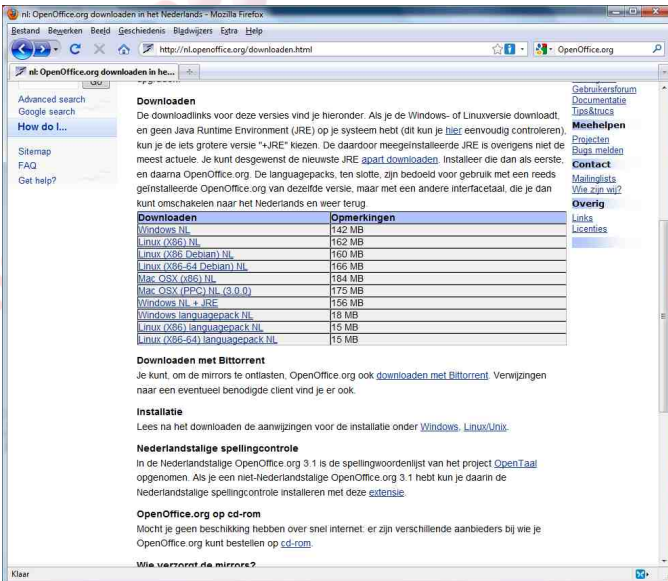 nl: OpenOffice.org downloaden in het Nederlands - Mozilla Firefox
Bestand Bewerken Beeld Geschiedenis Bladwijzers Extra Help
http://nl.openoffice.org/downloaden.html
OpenOffice.org
nl: OpenOffice.org downloaden in he...
GO
Advanced search
Google search
How do I...
Sitemap
FAQ
Get help?
Downloaden
De downloadlinks voor deze versies vind je hieronder. Als je de Windows- of Linuxversie downloadt,
en geen Java Runtime Environment (JRE) op je systeem hebt (dit kun je hier eenvoudig controleren),
kun je de iets grotere versie "+JRE" kiezen. De daardoor meegeïnstalleerde JRE is overigens niet de
meest actuele. Je kunt desgewenst de nieuwste JRE apart downloaden. Installeer die dan als eerste,
en daarna OpenOffice.org. De languagepacks, ten slotte, zijn bedoeld voor gebruik met een reeds
geïnstalleerde OpenOffice.org van dezelfde versie, maar met een andere interfacetaal, die je dan
kunt omschakelen naar het Nederlands en weer terug.
Downloaden Opmerkingen
Windows NL 142 MB
Linux (X86) NL 162 MB
Linux (X86 Debian) NL 160 MB
Linux (X86-64 Debian) NL 166 MB
Mac OSX (x86) NL 184 MB
Mac OSX (PPC) NL (3.0.0) 175 MB
Windows NL + JRE 156 MB
Windows languagepack NL 18 MB
Linux (X86) languagepack NL 15 MB
Linux (X86-64) languagepack NL 15 MB
Downloaden met Bittorrent
Je kunt, om de mirrors te ontlasten, OpenOffice.org ook downloaden met Bittorrent. Verwijzingen
naar een eventueel benodigde client vind je er ook.
Installatie
Lees na het downloaden de aanwijzingen voor de installatie onder Windows, Linux/Unix.
Nederlandstalige spellingcontrole
In de Nederlandstalige OpenOffice.org 3.1 is de spellingwoordenlijst van het project OpenTaal
opgenomen. Als je een niet-Nederlandstalige OpenOffice.org 3.1 hebt kun je daarin de
Nederlandstalige spellingcontrole installeren met deze extensie.
OpenOffice.org op cd-rom
Mocht je geen beschikking hebben over snel internet: er zijn verschillende aanbieders bij wie je
OpenOffice.org kunt bestellen op cd-rom.
Wie verzorgt de mirrors?
Gebruikersforum
Documentatie
Tips&trucs
Meehelpen
Projecten
Bugs melden
Contact
Mailinglists
Wie zijn wij?
Overig
Links
Licenties
Klaar